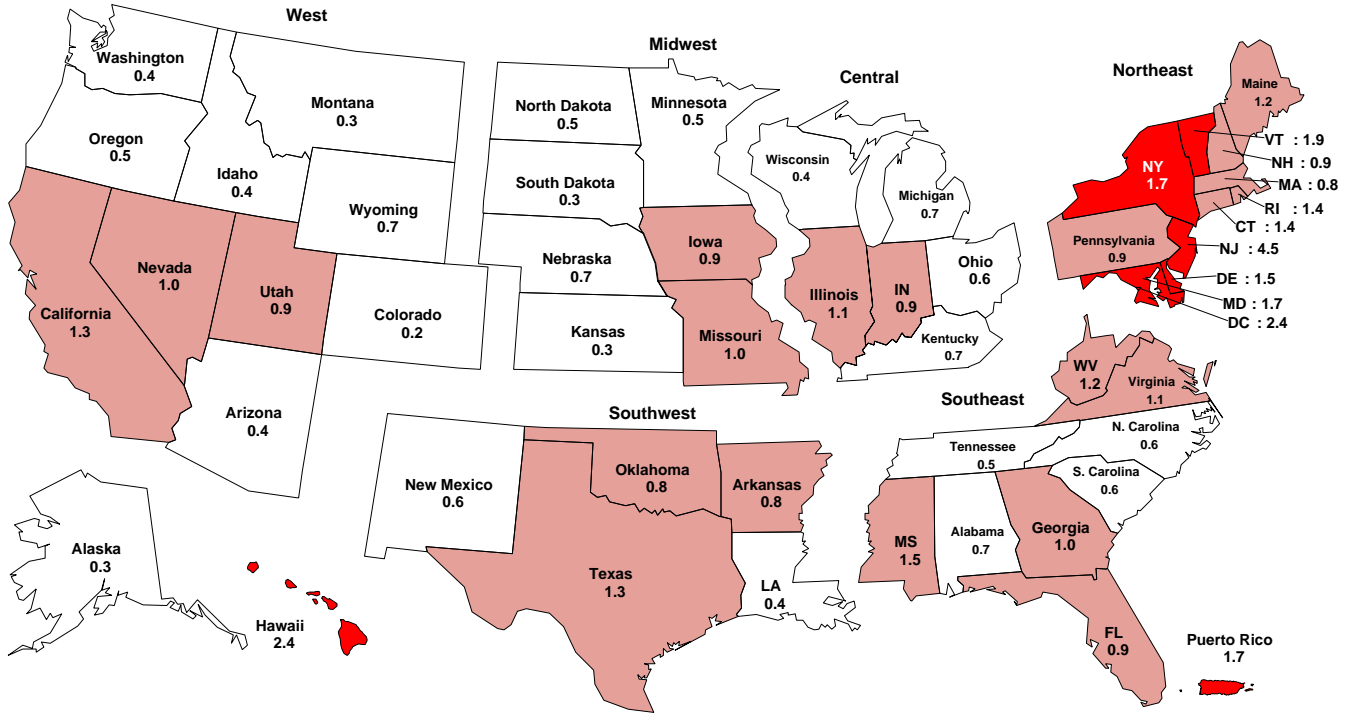 West
Washington
0.4
Montana
0.3
Oregon
0.5
Idaho
0.4
Wyoming
0.7
Nevada
1.0
Utah
0.9
California
1.3
Colorado
0.2
Arizona
0.4
Alaska
0.3
Hawaii
2.4
Midwest
North Dakota
0.5
Minnesota
0.5
South Dakota
0.3
Nebraska
0.7
Iowa
0.9
Kansas
0.3
Missouri
1.0
Central
Wisconsin
0.4
Michigan
0.7
Illinois
1.1
IN
0.9
Ohio
0.6
Kentucky
0.7
Northeast
Maine
1.2
VT : 1.9
NH : 0.9
MA : 0.8
RI : 1.4
CT : 1.4
NJ : 4.5
DE : 1.5
MD : 1.7
DC : 2.4
NY
1.7
Pennsylvania
0.9
Southwest
New Mexico
0.6
Oklahoma
0.8
Arkansas
0.8
Texas
1.3
LA
0.4
Southeast
WV
1.2
Virginia
1.1
Tennessee
0.5
N. Carolina
0.6
S. Carolina
0.6
MS
1.5
Alabama
0.7
Georgia
1.0
FL
0.9
Puerto Rico
1.7